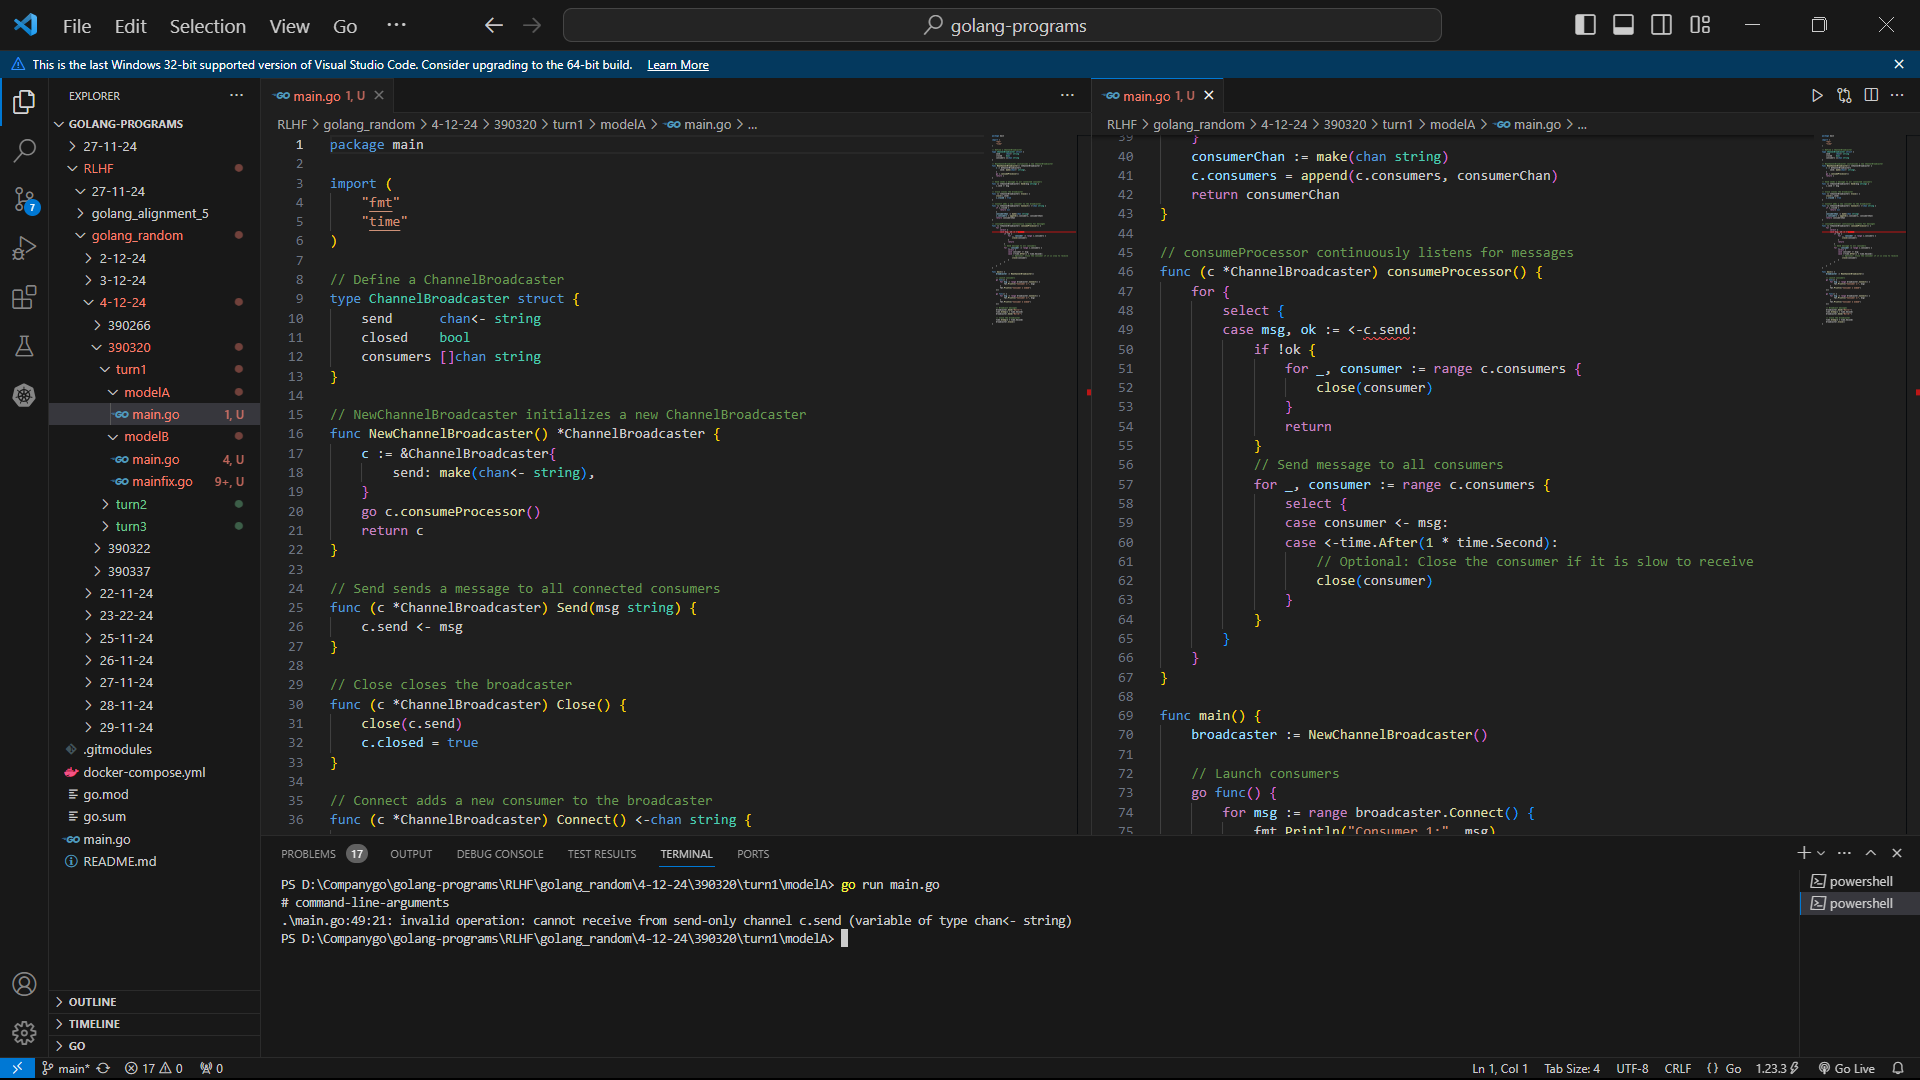 File Edit Selection View Go ···
golang-programs
This is the last Windows 32-bit supported version of Visual Studio Code. Consider upgrading to the 64-bit build. Learn More
EXPLORER
GOLANG-PROGRAMS
27-11-24
RLHF
27-11-24
golang_alignment_5
golang_random
2-12-24
3-12-24
4-12-24
390266
390320
turn1
modelA
main.go 1, U
modelB
main.go 4, U
mainfix.go 9+, U
turn2
turn3
390322
390337
22-11-24
23-22-24
25-11-24
26-11-24
27-11-24
28-11-24
29-11-24
.gitmodules
docker-compose.yml
go.mod
go.sum
main.go
README.md
OUTLINE
TIMELINE
GO
7
main.go 1, U
RLHF > golang_random > 4-12-24 > 390320 > turn1 > modelA > main.go > ...
1 package main
2
3 import (
4 "fmt"
5 "time"
6 )
7
8 // Define a ChannelBroadcaster
9 type ChannelBroadcaster struct {
10 send chan<- string
11 closed bool
12 consumers []chan string
13 }
14
15 // NewChannelBroadcaster initializes a new ChannelBroadcaster
16 func NewChannelBroadcaster() *ChannelBroadcaster {
17 c := &ChannelBroadcaster{
18 send: make(chan<- string),
19 }
20 go c.consumeProcessor()
21 return c
22 }
23
24 // Send sends a message to all connected consumers
25 func (c *ChannelBroadcaster) Send(msg string) {
26 c.send <- msg
27 }
28
29 // Close closes the broadcaster
30 func (c *ChannelBroadcaster) Close() {
31 close(c.send)
32 c.closed = true
33 }
34
35 // Connect adds a new consumer to the broadcaster
36 func (c *ChannelBroadcaster) Connect() <-chan string {
main.go 1, U
RLHF > golang_random > 4-12-24 > 390320 > turn1 > modelA > main.go > ...
39 }
40 consumerChan := make(chan string)
41 c.consumers = append(c.consumers, consumerChan)
42 return consumerChan
43 }
44
45 // consumeProcessor continuously listens for messages
46 func (c *ChannelBroadcaster) consumeProcessor() {
47 for {
48 select {
49 case msg, ok := <-c.send:
50 if !ok {
51 for _, consumer := range c.consumers {
52 close(consumer)
53 }
54 return
55 }
56 // Send message to all consumers
57 for _, consumer := range c.consumers {
58 select {
59 case consumer <- msg:
60 case <-time.After(1 * time.Second):
61 // Optional: Close the consumer if it is slow to receive
62 close(consumer)
63 }
64 }
65 }
66 }
67 }
68
69 func main() {
70 broadcaster := NewChannelBroadcaster()
71
72 // Launch consumers
73 go func() {
74 for msg := range broadcaster.Connect() {
75 fmt.Println("Consumer 1:", msg)
PROBLEMS 17 OUTPUT DEBUG CONSOLE TEST RESULTS TERMINAL PORTS
PS D:\Companygo\golang-programs\RLHF\golang_random\4-12-24\390320\turn1\modelA> go run main.go
# command-line-arguments
.\main.go:49:21: invalid operation: cannot receive from send-only channel c.send (variable of type chan<- string)
PS D:\Companygo\golang-programs\RLHF\golang_random\4-12-24\390320\turn1\modelA>
powershell
powershell
main* 17 0 0 Ln 1, Col 1 Tab Size: 4 UTF-8 CRLF {} Go 1.23.3 Go Live